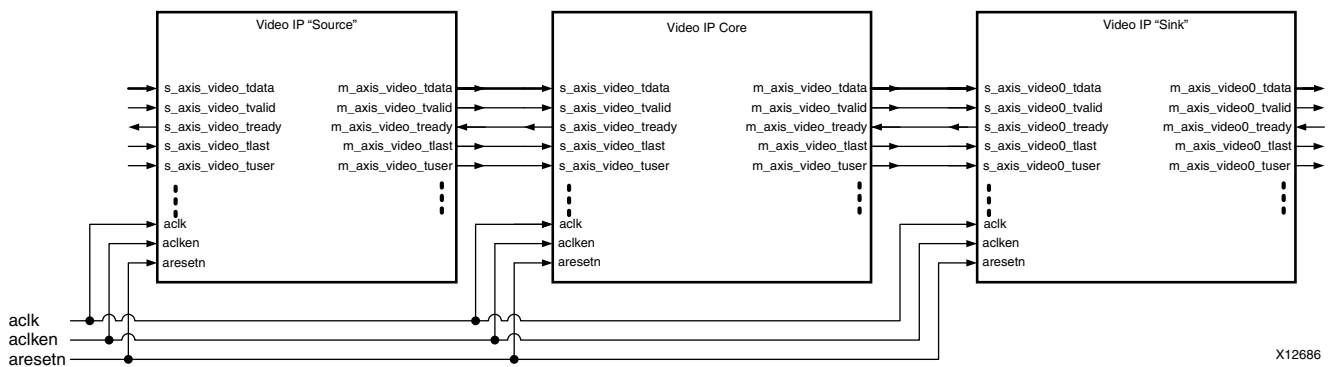 Video IP “Source”
s_axis_video_tdata
s_axis_video_tvalid
s_axis_video_tready
s_axis_video_tlast
s_axis_video_tuser
m_axis_video_tdata
m_axis_video_tvalid
m_axis_video_tready
m_axis_video_tlast
m_axis_video_tuser
aclk
aclken
aresetn
Video IP Core
s_axis_video_tdata
s_axis_video_tvalid
s_axis_video_tready
s_axis_video_tlast
s_axis_video_tuser
m_axis_video_tdata
m_axis_video_tvalid
m_axis_video_tready
m_axis_video_tlast
m_axis_video_tuser
aclk
aclken
aresetn
Video IP “Sink”
s_axis_video0_tdata
s_axis_video0_tvalid
s_axis_video0_tready
s_axis_video0_tlast
s_axis_video0_tuser
m_axis_video0_tdata
m_axis_video0_tvalid
m_axis_video0_tready
m_axis_video0_tlast
m_axis_video0_tuser
aclk
aclken
aresetn
aclk
aclken
aresetn
X12686